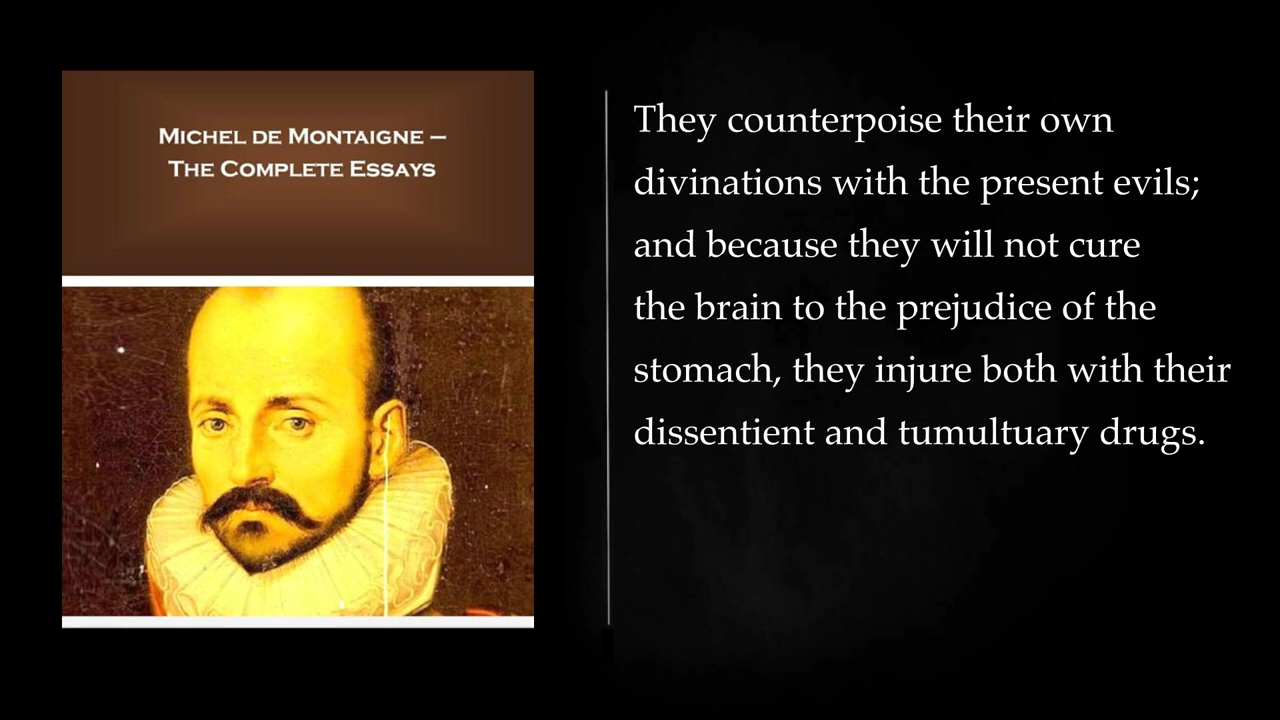 MICHEL DE MONTAIGNE –
THE COMPLETE ESSAYS
They counterpoise their own
divinations with the present evils;
and because they will not cure
the brain to the prejudice of the
stomach, they injure both with their
dissentient and tumultuary drugs.